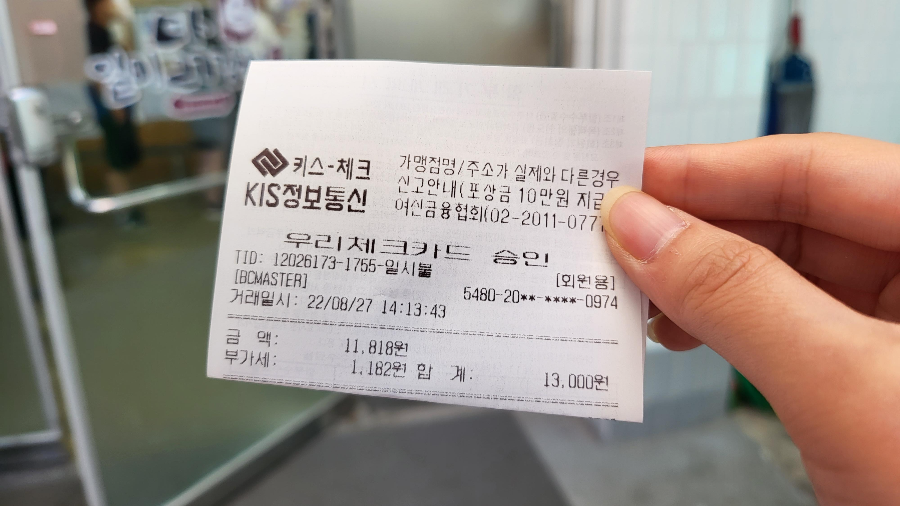 키스-체크
KIS정보통신
가맹점명/주소가 실제와 다른경우
신고안내(포상금 10만원 지급
여신금융협회(02-2011-077
우리체크카드 승인
TID: 12026173-1755-일시불
[회원용]
[BCMASTER]
5480-20**-****-0974
거래일시: 22/08/27 14:13:43
금 액: 11,818원
부가세: 1,182원 합 계: 13,000원